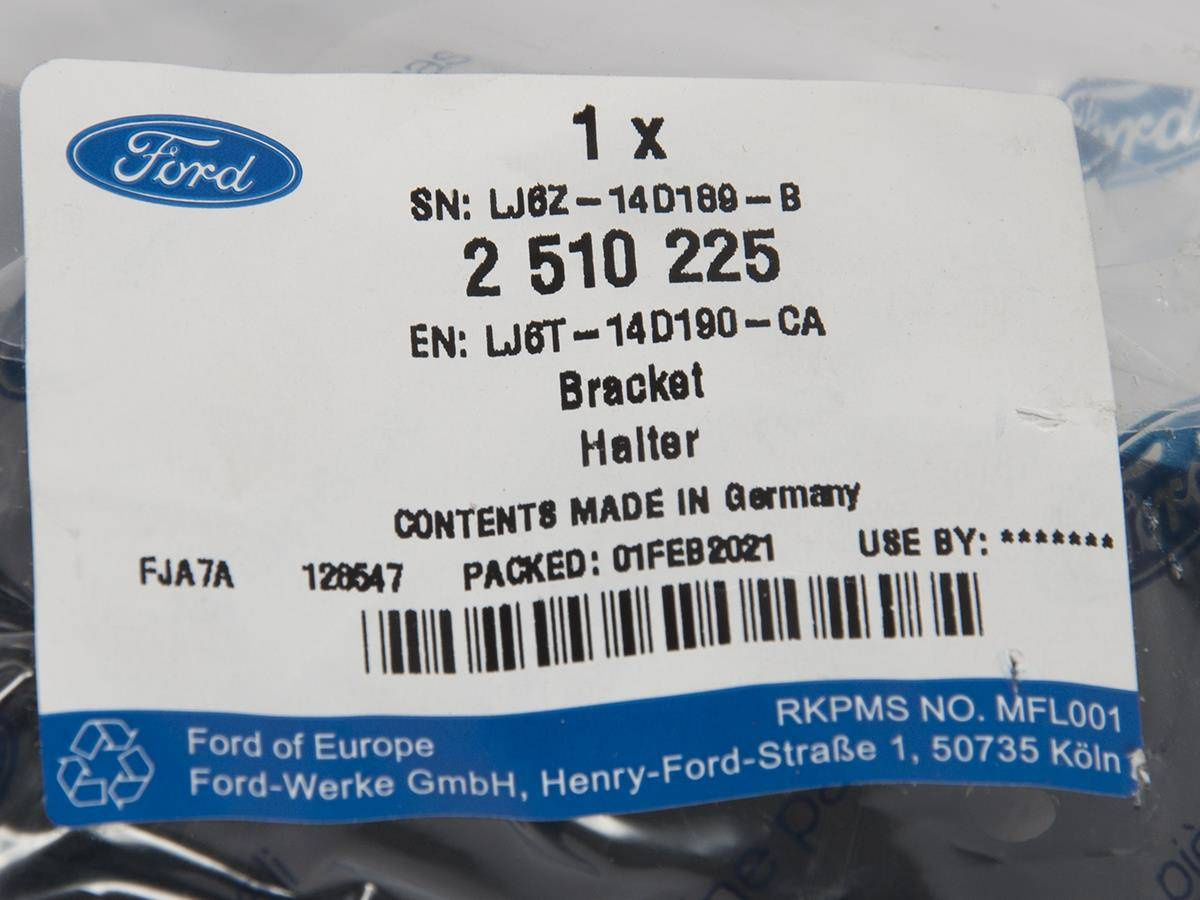 Ford
1 x
SN: LJ6Z-14D189-B
2 510 225
EN: LJ6T-14D190-CA
Bracket
Halter
CONTENTS MADE IN Germany
FJA7A 128547 PACKED: 01FEB2021 USE BY: *******
RKPMS NO. MFL001
Ford of Europe
Ford-Werke GmbH, Henry-Ford-Straße 1, 50735 Köln
Ford